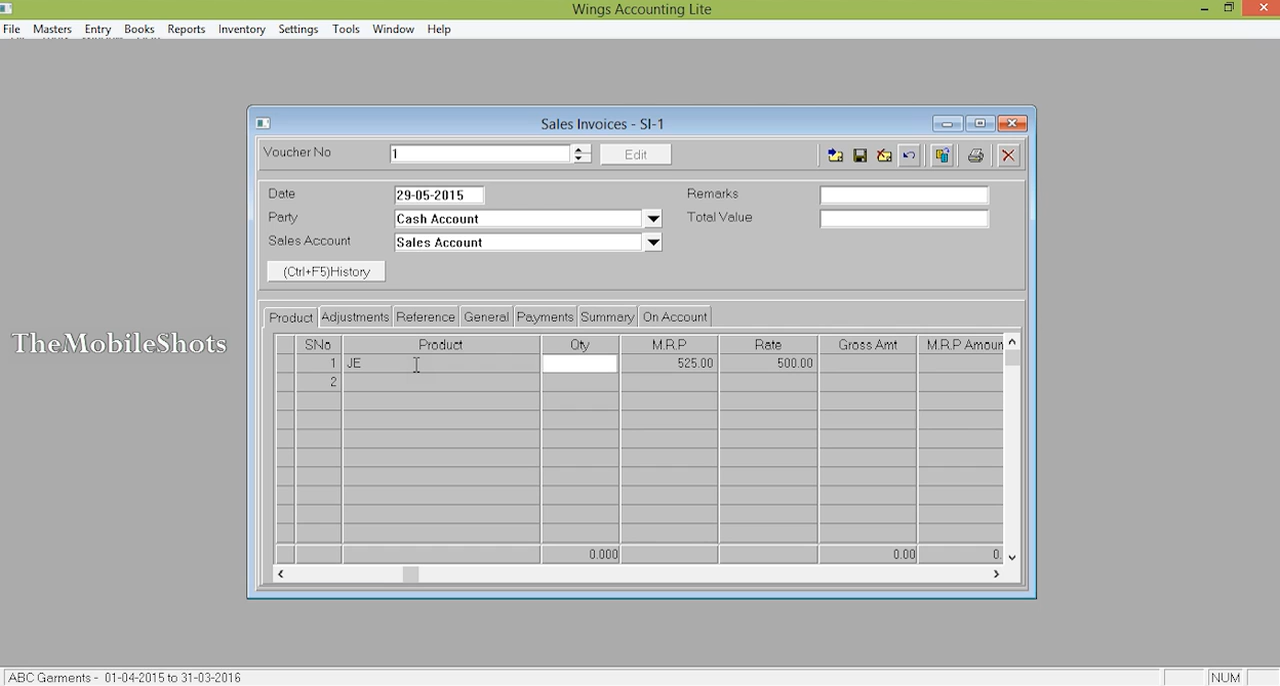 Wings Accounting Lite
File Masters Entry Books Reports Inventory Settings Tools Window Help
Sales Invoices - SI-1
Voucher No 1 Edit
Date 29-05-2015 Remarks
Party Cash Account Total Value
Sales Account Sales Account
(Ctrl+F5)History
Product Adjustments Reference General Payments Summary On Account
SNo Product Qty M.R.P Rate Gross Amt M.R.P Amoun
TheMobileShots
1 JE 525.00 500.00
2
0.000 0.00 0.
ABC Garments - 01-04-2015 to 31-03-2016 NUM